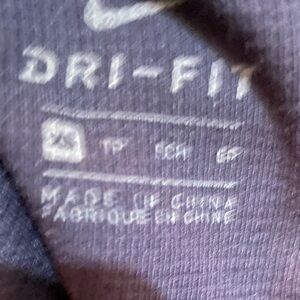 DRI-FIT
XS TP ECH EP
MADE IN CHINA
FABRIQUE EN CHINE